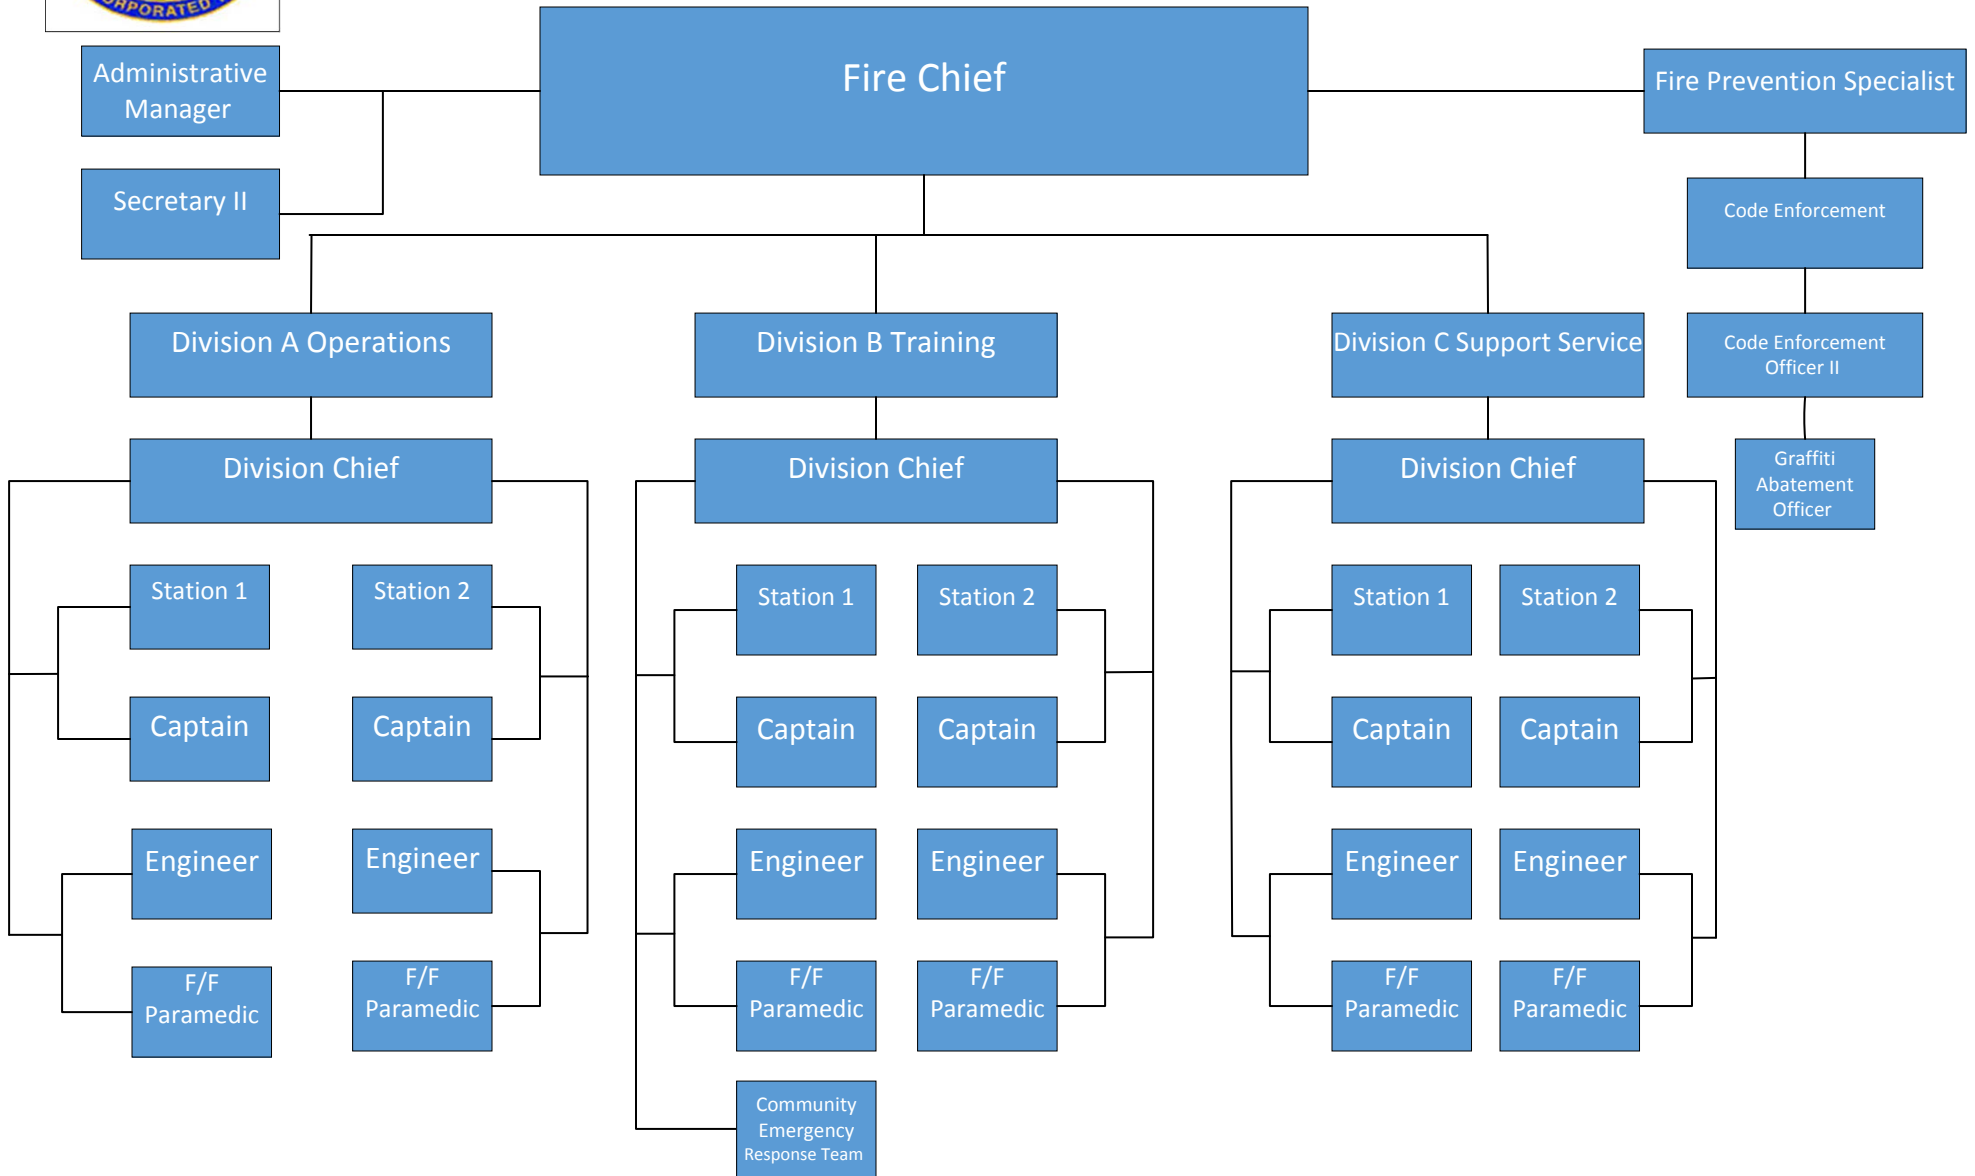 RPORATED
Administrative
Manager
Fire Chief
Fire Prevention Specialist
Secretary II
Code Enforcement
Division A Operations
Division B Training
Division C Support Service
Code Enforcement
Officer II
Division Chief
Division Chief
Division Chief
Graffiti
Abatement
Officer
Station 1
Station 2
Station 1
Station 2
Station 1
Station 2
Captain
Captain
Captain
Captain
Captain
Captain
Engineer
Engineer
Engineer
Engineer
Engineer
Engineer
F/F
Paramedic
F/F
Paramedic
F/F
Paramedic
F/F
Paramedic
F/F
Paramedic
F/F
Paramedic
Community
Emergency
Response Team